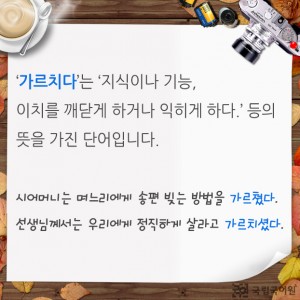 ‘가르치다’는 ‘지식이나 기능,
이치를 깨닫게 하거나 익히게 하다.’ 등의
뜻을 가진 단어입니다.
시어머니는 며느리에게 송편 빚는 방법을 가르쳤다.
선생님께서는 우리에게 정직하게 살라고 가르치셨다.
국립국어원